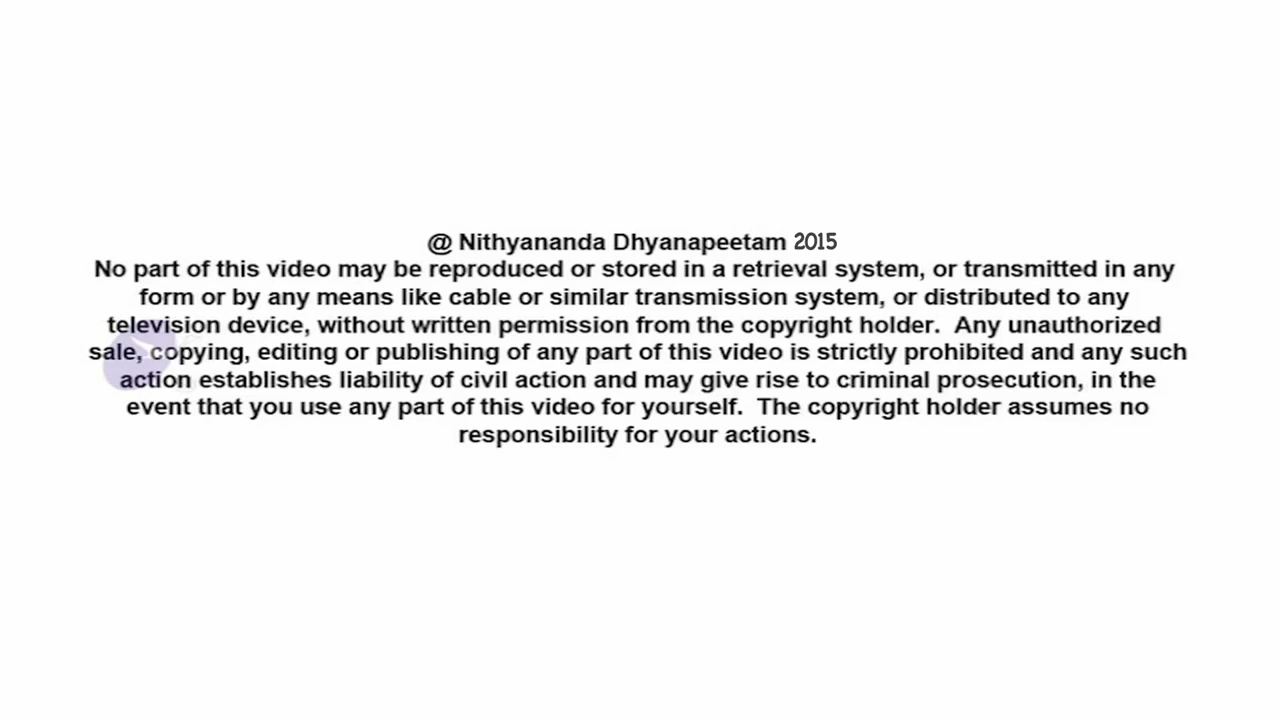 @ Nithyananda Dhyanapeetam 2015
No part of this video may be reproduced or stored in a retrieval system, or transmitted in any
form or by any means like cable or similar transmission system, or distributed to any
television device, without written permission from the copyright holder.  Any unauthorized
sale, copying, editing or publishing of any part of this video is strictly prohibited and any such
action establishes liability of civil action and may give rise to criminal prosecution, in the
event that you use any part of this video for yourself.  The copyright holder assumes no
responsibility for your actions.